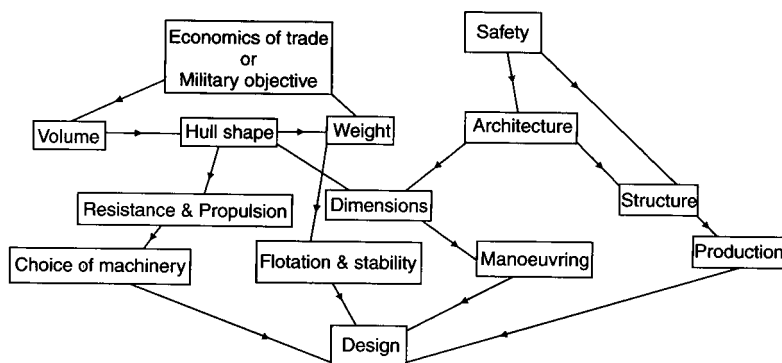 Economics of trade
or
Military objective
Safety
Volume
Hull shape
Weight
Architecture
Resistance & Propulsion
Dimensions
Structure
Choice of machinery
Flotation & stability
Manoeuvring
Production
Design